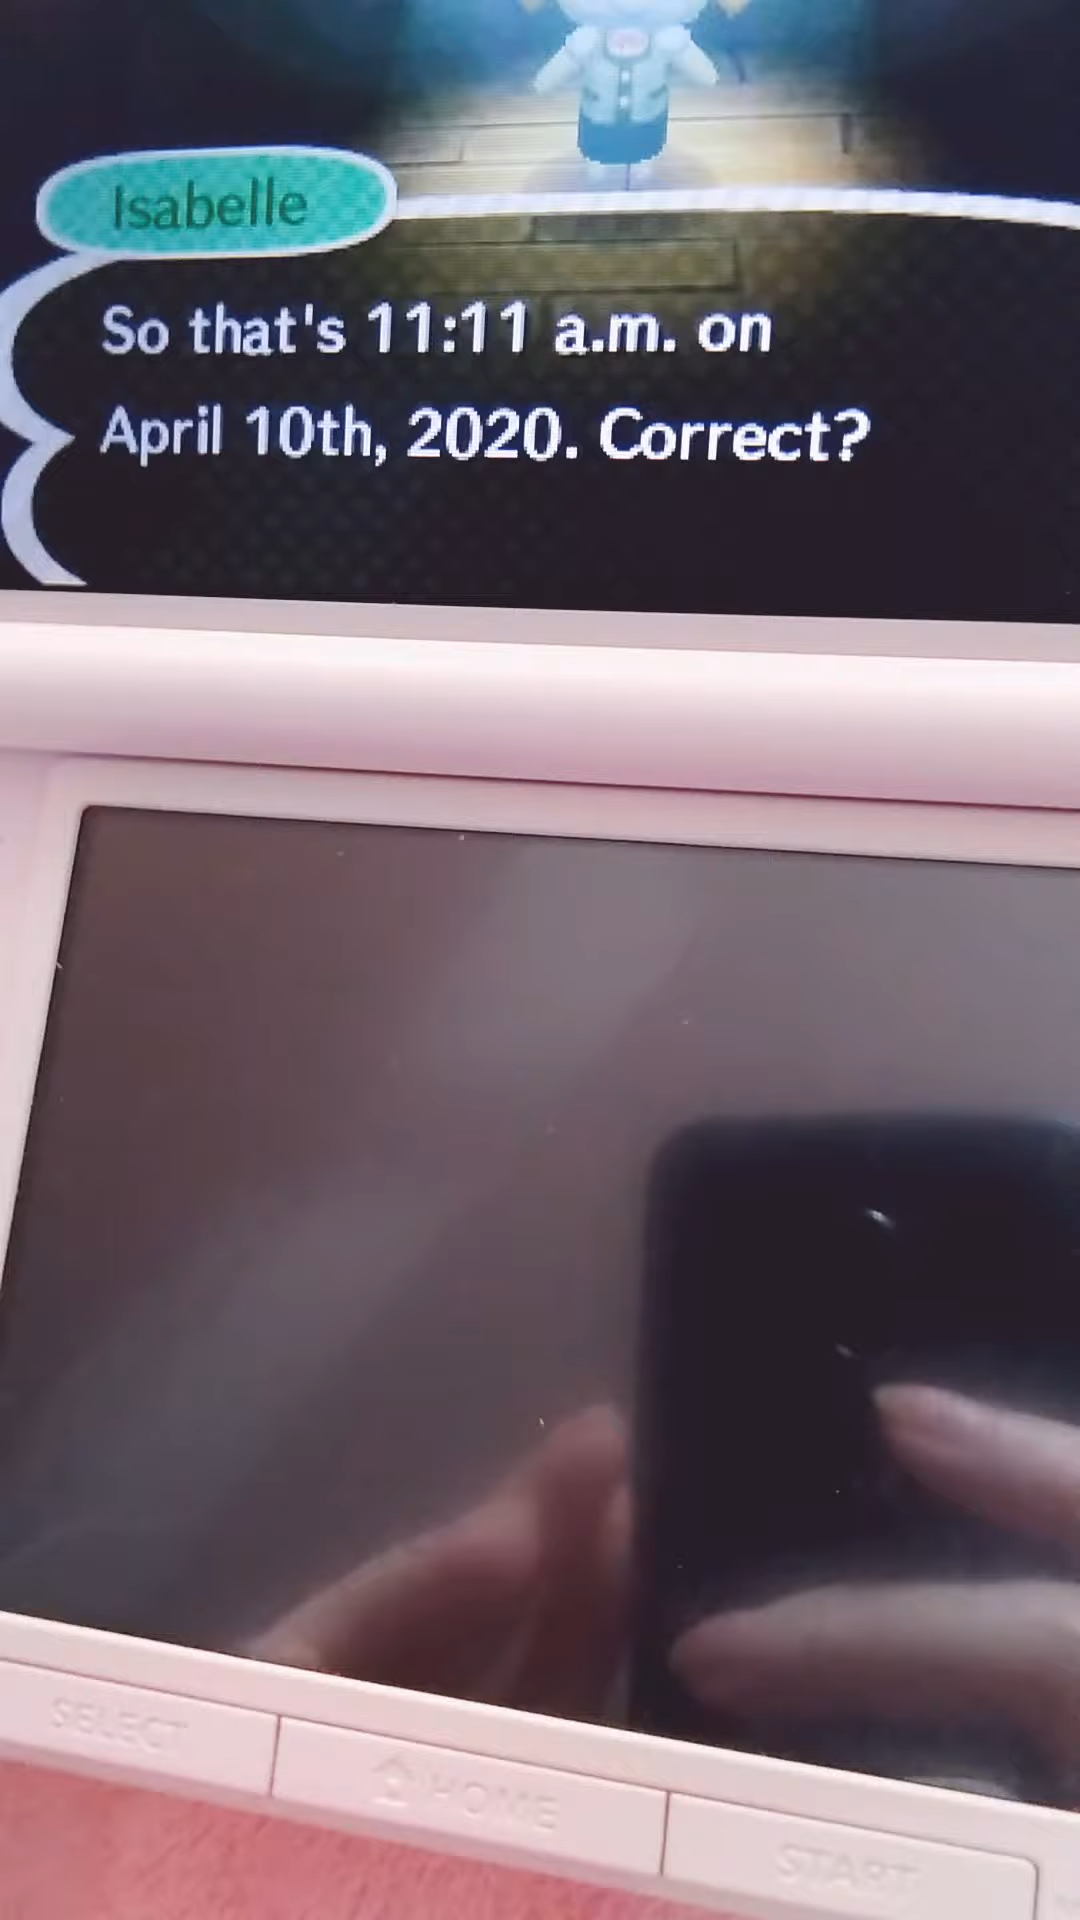 Isabelle
So that's 11:11 a.m. on
April 10th, 2020. Correct?
SELECT
HOME
START